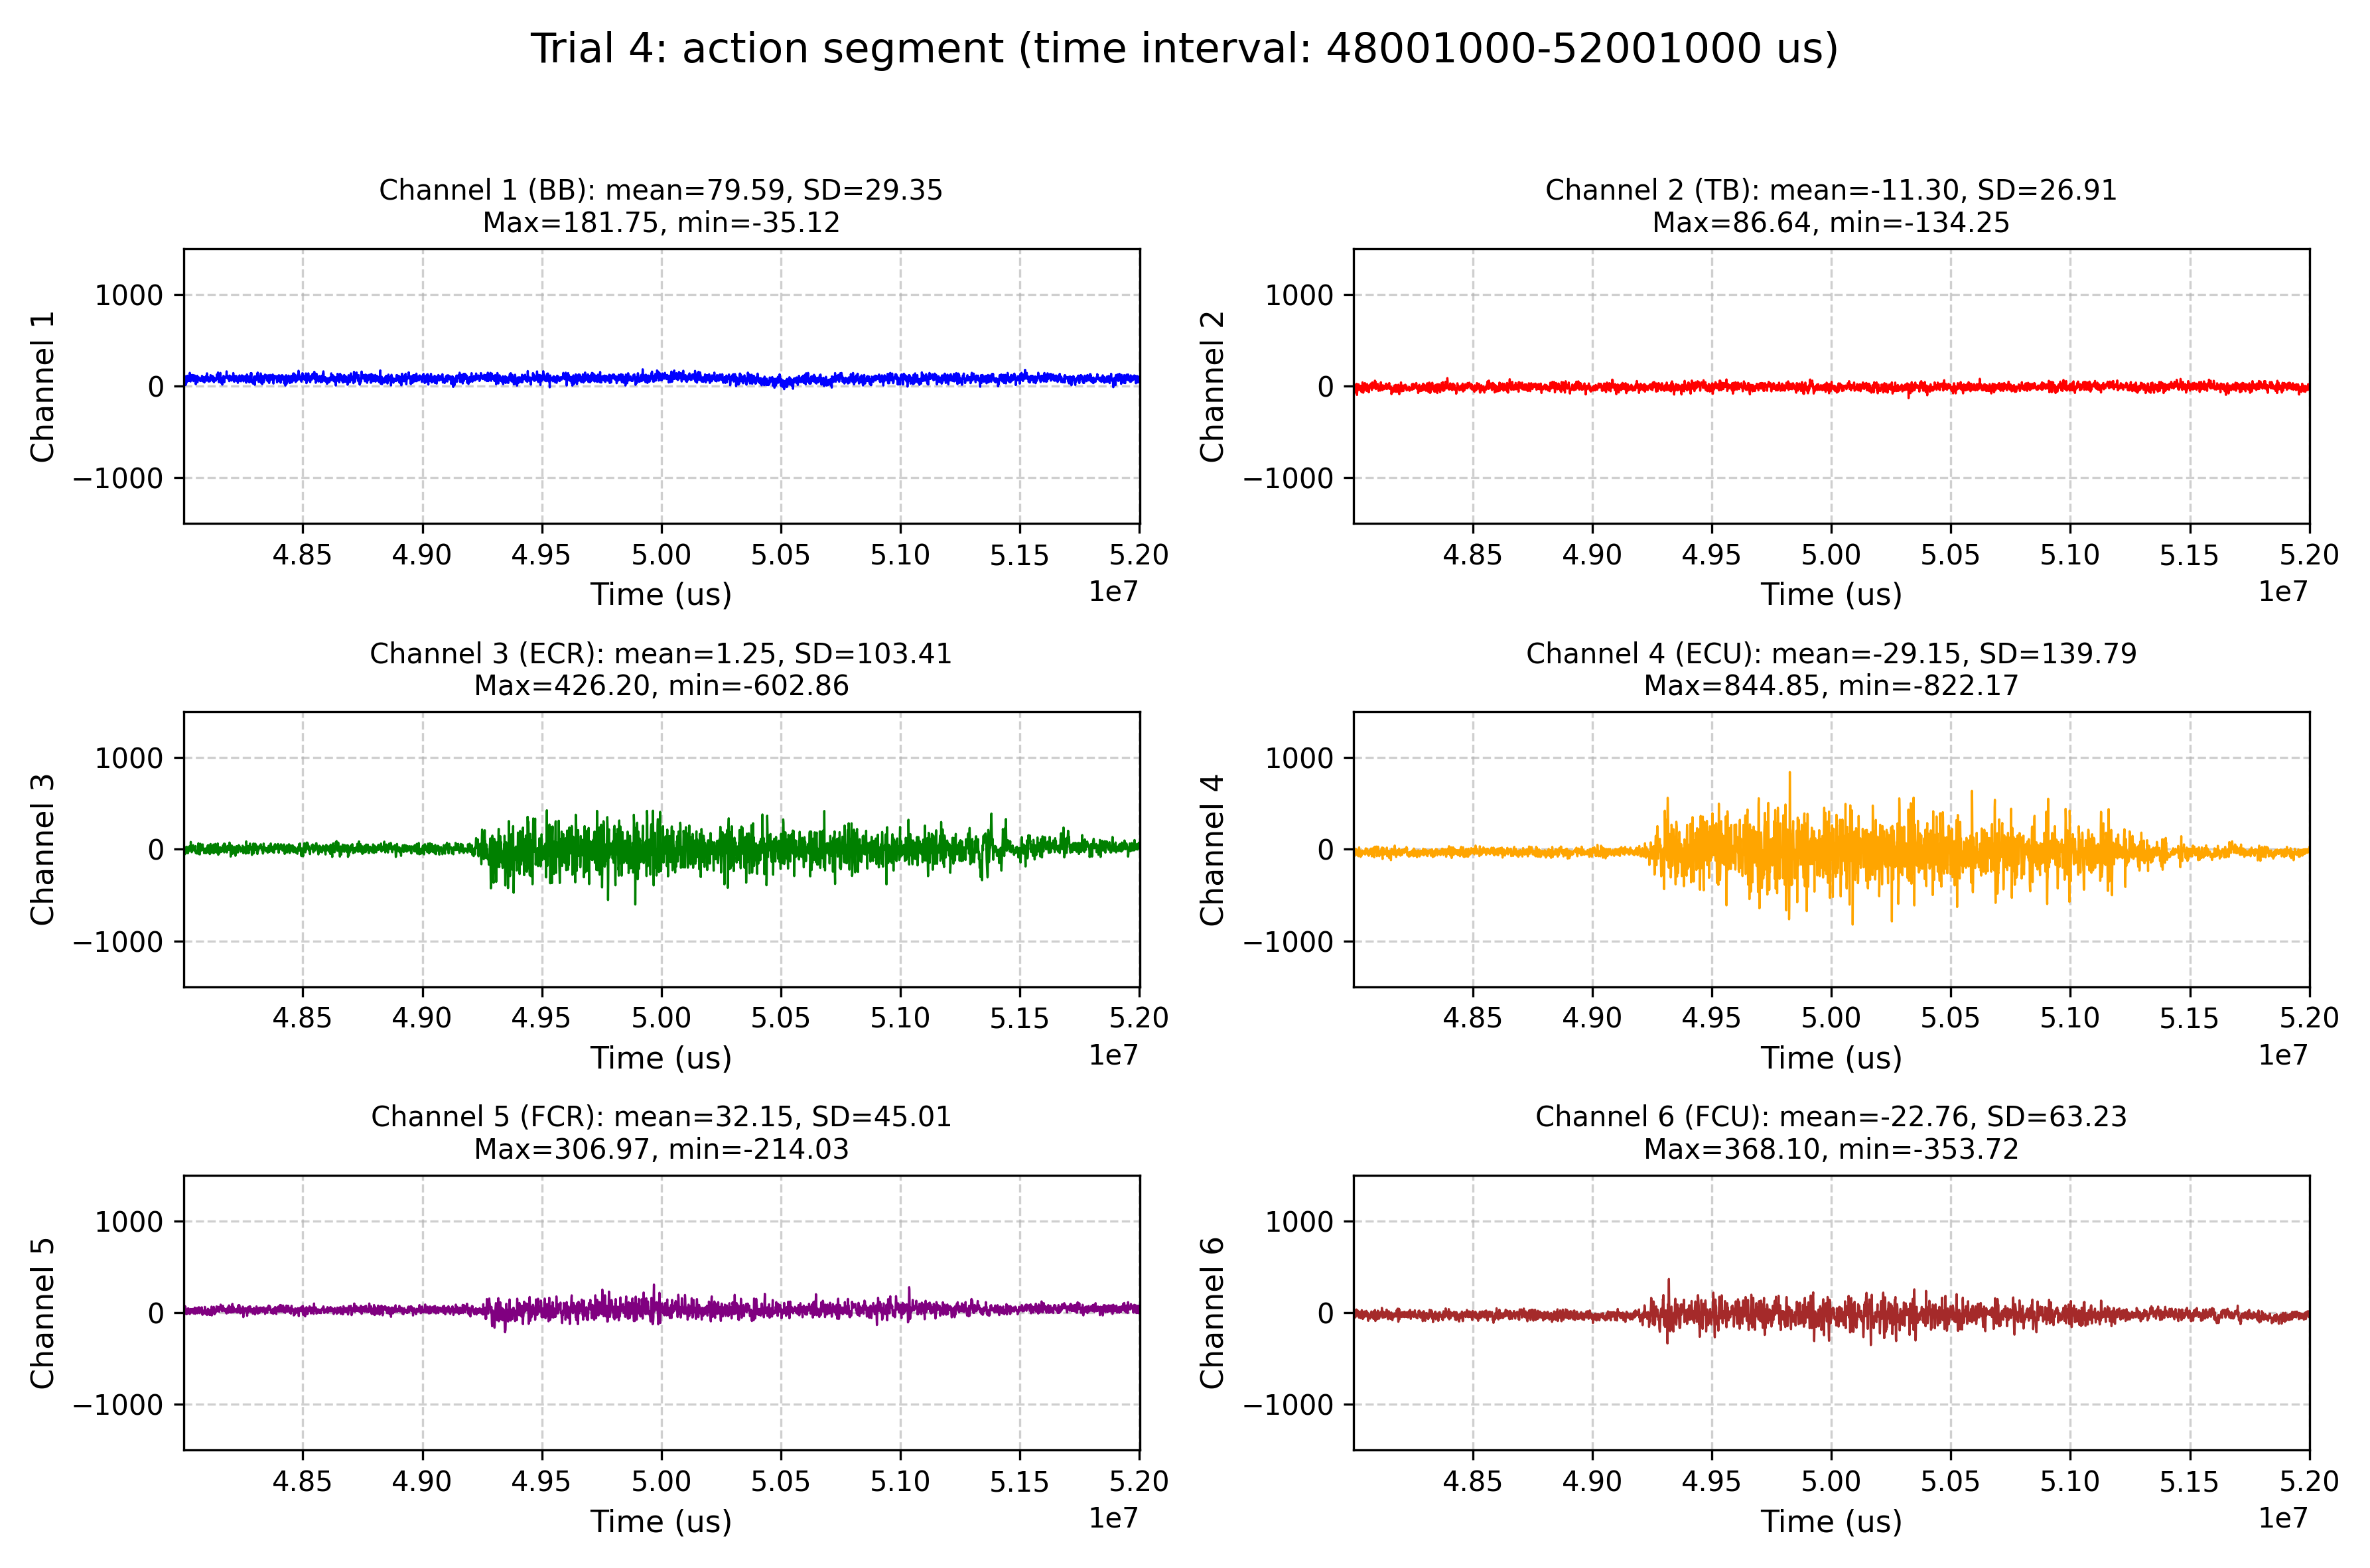 Trial 4: action segment (time interval: 48001000-52001000 us)
Channel 1 (BB): mean=79.59, SD=29.35
Max=181.75, min=-35.12
Channel 1
1000
0
−1000
4.85 4.90 4.95 5.00 5.05 5.10 5.15 5.20
Time (us)
1e7
Channel 2 (TB): mean=-11.30, SD=26.91
Max=86.64, min=-134.25
Channel 2
1000
0
−1000
4.85 4.90 4.95 5.00 5.05 5.10 5.15 5.20
Time (us)
1e7
Channel 3 (ECR): mean=1.25, SD=103.41
Max=426.20, min=-602.86
Channel 3
1000
0
−1000
4.85 4.90 4.95 5.00 5.05 5.10 5.15 5.20
Time (us)
1e7
Channel 4 (ECU): mean=-29.15, SD=139.79
Max=844.85, min=-822.17
Channel 4
1000
0
−1000
4.85 4.90 4.95 5.00 5.05 5.10 5.15 5.20
Time (us)
1e7
Channel 5 (FCR): mean=32.15, SD=45.01
Max=306.97, min=-214.03
Channel 5
1000
0
−1000
4.85 4.90 4.95 5.00 5.05 5.10 5.15 5.20
Time (us)
1e7
Channel 6 (FCU): mean=-22.76, SD=63.23
Max=368.10, min=-353.72
Channel 6
1000
0
−1000
4.85 4.90 4.95 5.00 5.05 5.10 5.15 5.20
Time (us)
1e7